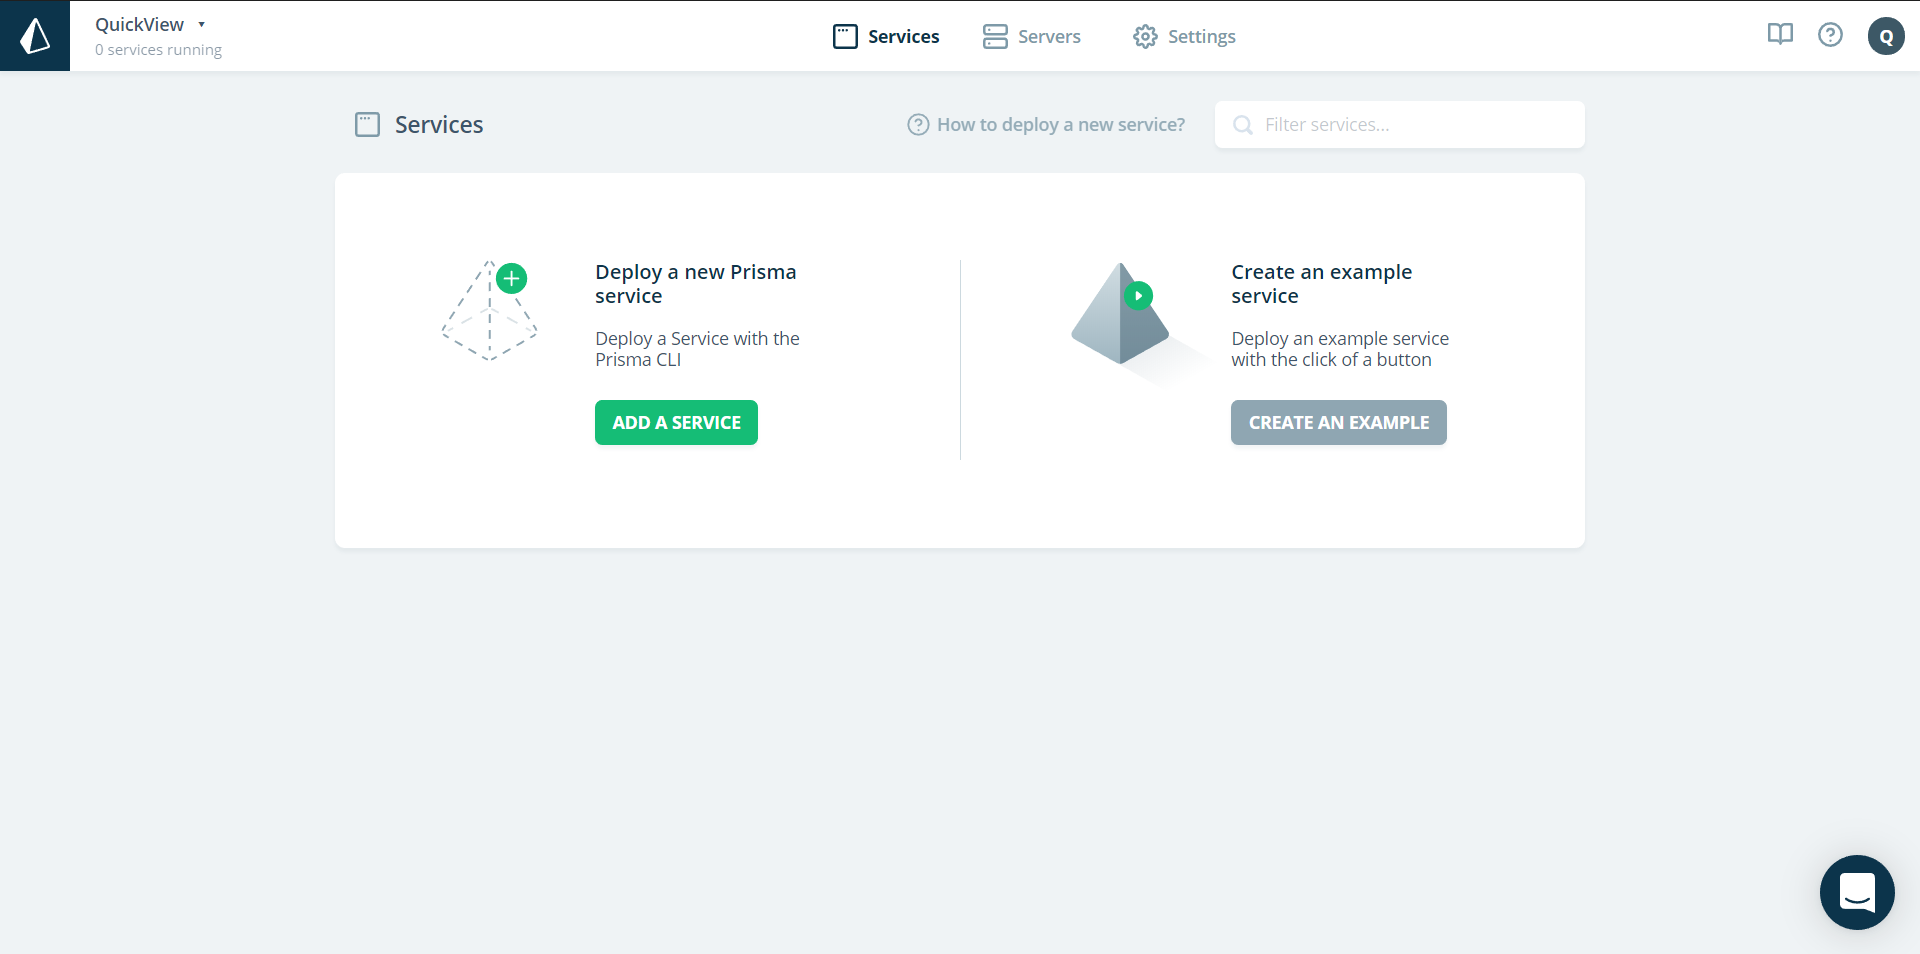 QuickView
0 services running
Services
Servers
Settings
Q
Services
How to deploy a new service?
Filter services...
Deploy a new Prisma
service
Deploy a Service with the
Prisma CLI
ADD A SERVICE
Create an example
service
Deploy an example service
with the click of a button
CREATE AN EXAMPLE